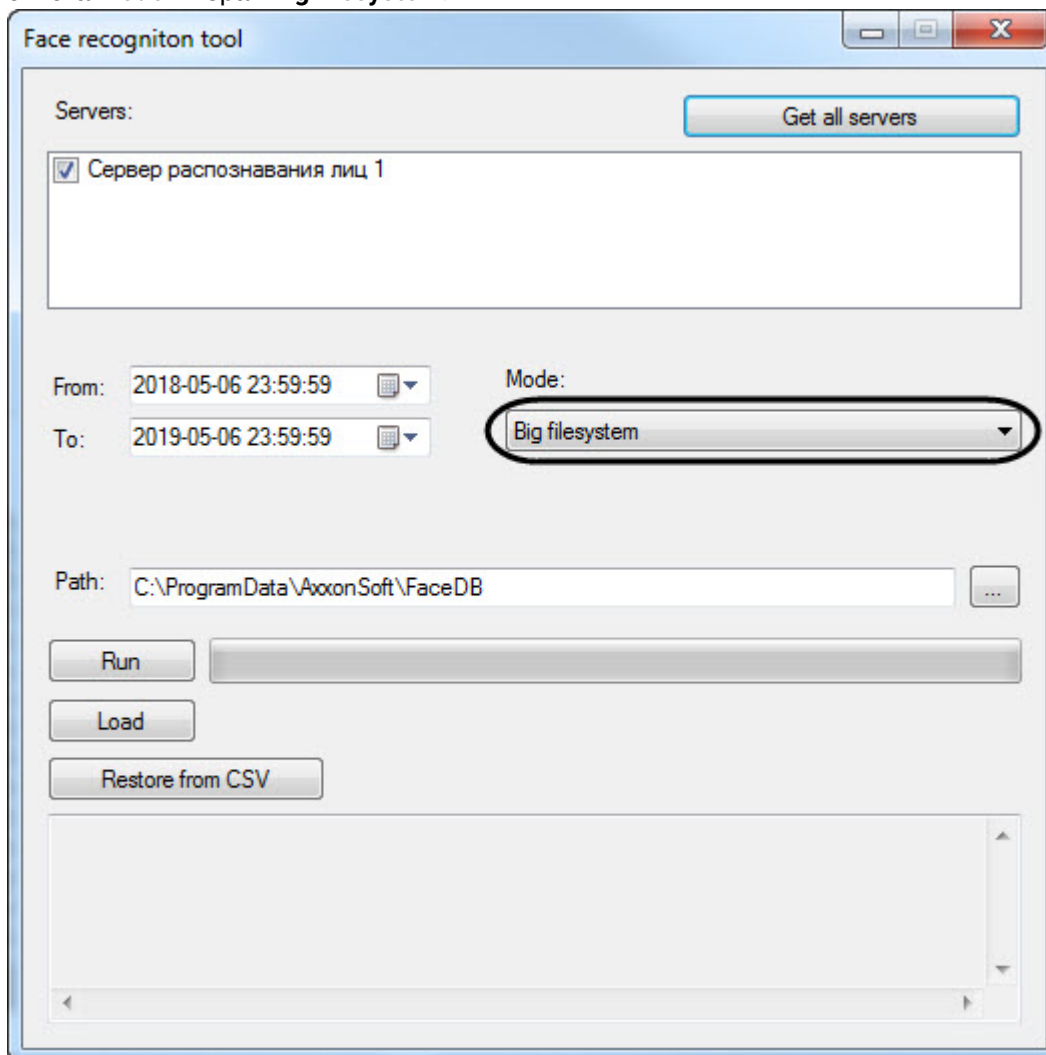 Face recogniton tool
Servers:
Get all servers
Сервер распознавания лиц 1
From: 2018-05-06 23:59:59
Mode:
To: 2019-05-06 23:59:59
Big filesystem
Path: C:\ProgramData\AxxonSoft\FaceDB
...
Run
Load
Restore from CSV